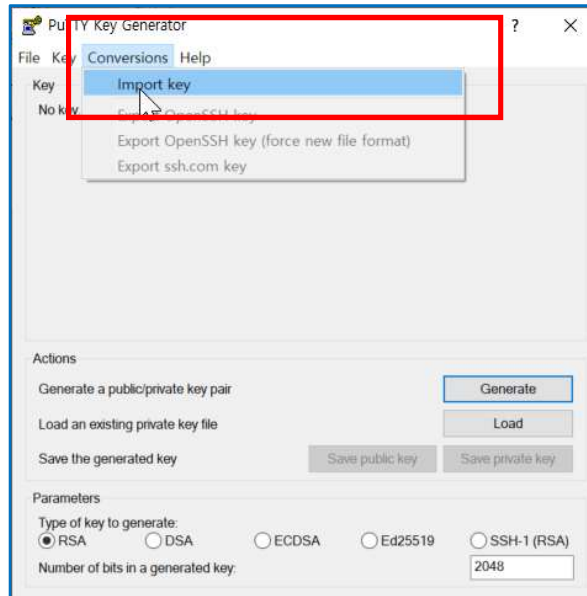 PuTTY Key Generator ?
File Key Conversions Help
Key
Import key
No key.
Export OpenSSH key
Export OpenSSH key (force new file format)
Export ssh.com key
Actions
Generate a public/private key pair Generate
Load an existing private key file Load
Save the generated key Save public key Save private key
Parameters
Type of key to generate:
RSA DSA ECDSA Ed25519 SSH-1 (RSA)
Number of bits in a generated key: 2048